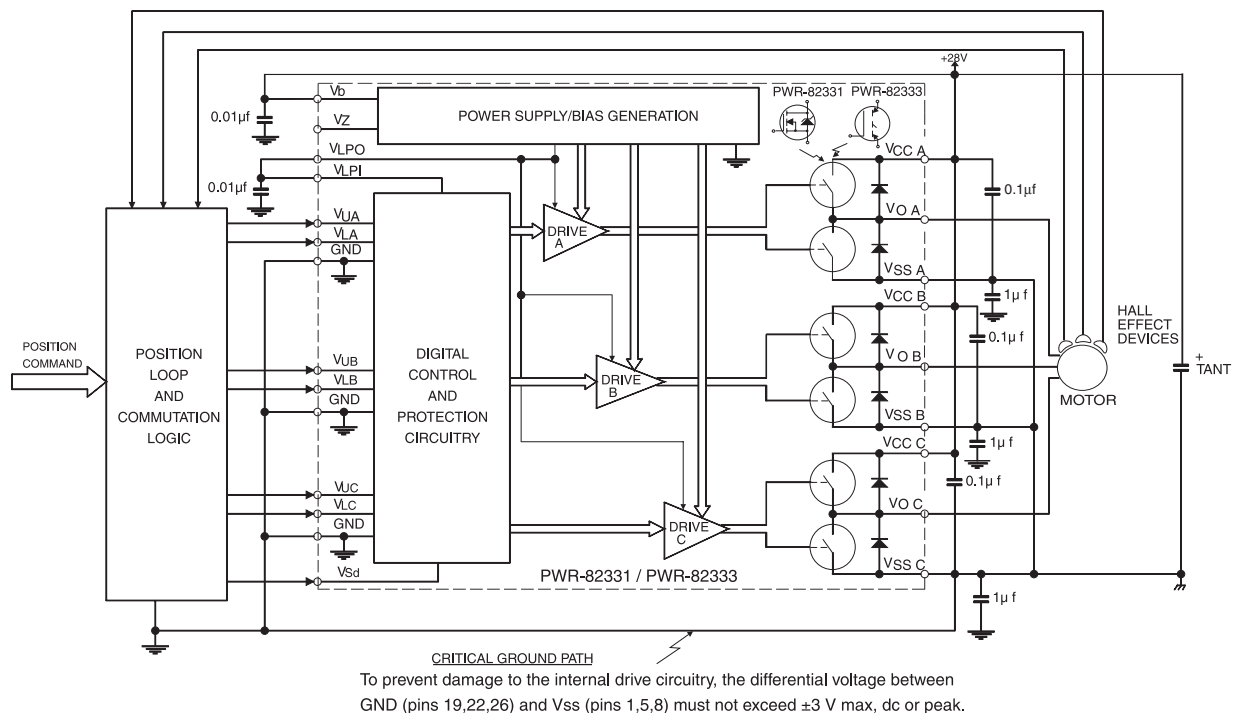 +28V
PWR-82331 PWR-82333
Vb
0.01µf
POWER SUPPLY/BIAS GENERATION
VZ
VLPO
VLPI
0.01µf
VCC A
0.1µf
VUA
VLA
GND
DRIVE
A
VO A
VSS A
1µ f
VCC B
0.1µ f
HALL
EFFECT
DEVICES
POSITION
COMMAND
POSITION
LOOP
AND
COMMUTATION
LOGIC
VUB
VLB
GND
DIGITAL
CONTROL
AND
PROTECTION
CIRCUITRY
DRIVE
B
VO B
+
TANT
MOTOR
VSS B
1µ f
VCC C
0.1µ f
VUC
VLC
GND
DRIVE
C
VO C
VSd
VSS C
PWR-82331 / PWR-82333
1µ f
CRITICAL GROUND PATH
To prevent damage to the internal drive circuitry, the differential voltage between
GND (pins 19,22,26) and Vss (pins 1,5,8) must not exceed ±3 V max, dc or peak.